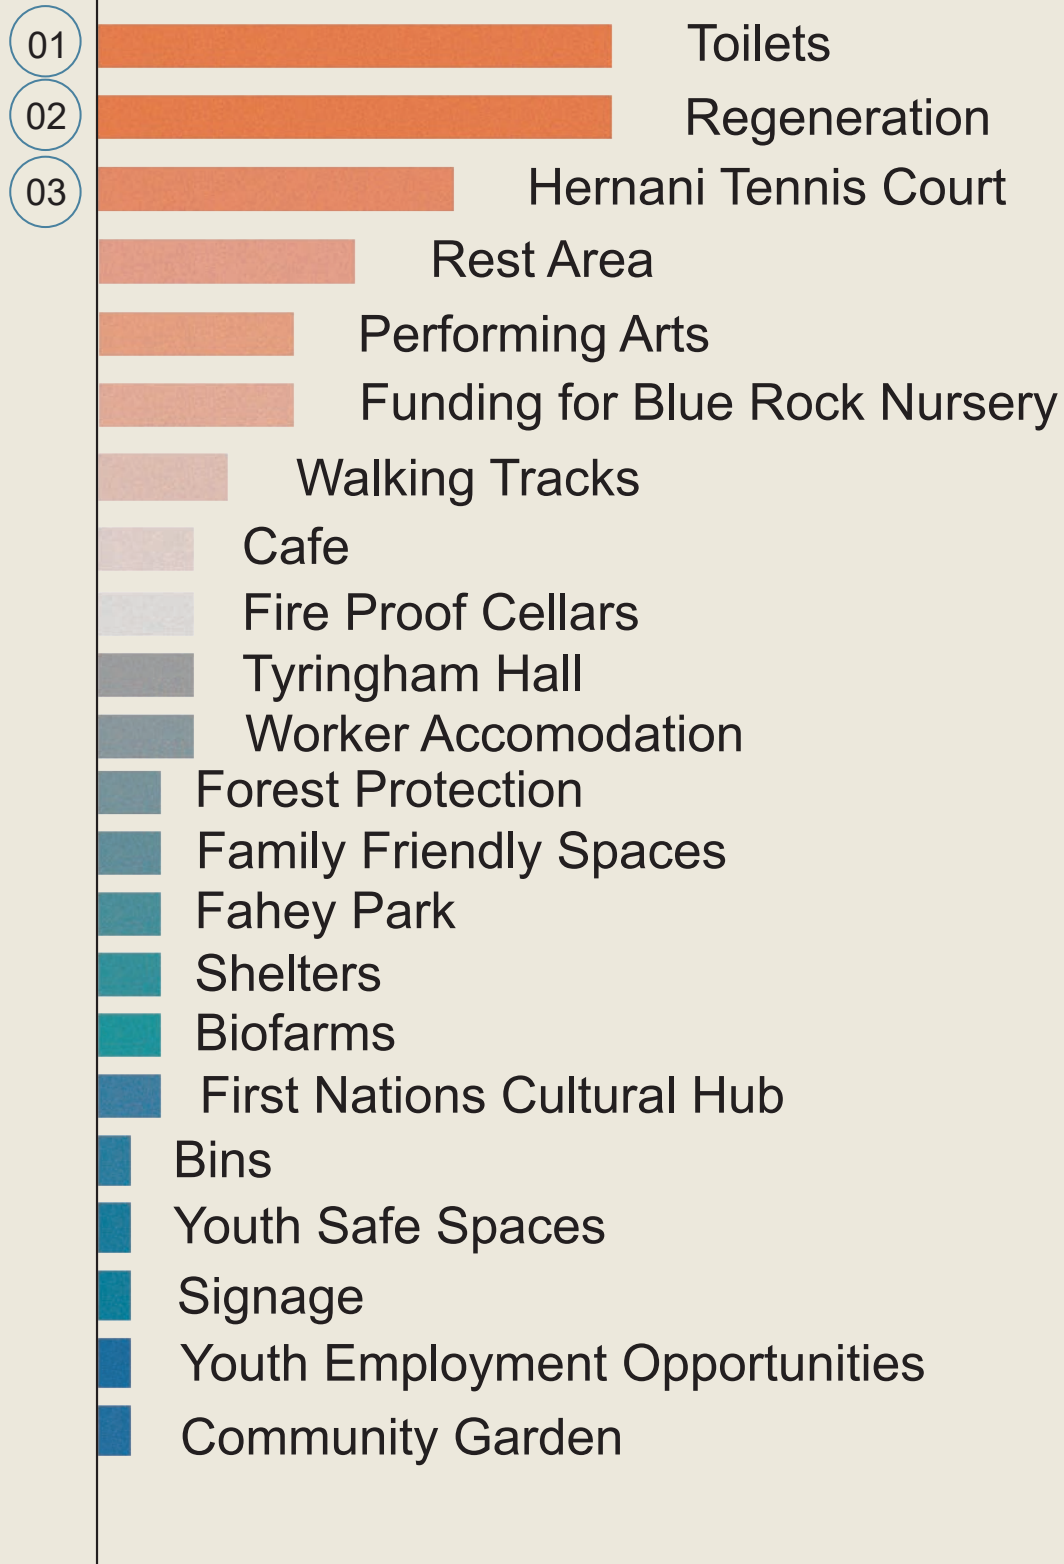 01 Toilets
02 Regeneration
03 Hernani Tennis Court
Rest Area
Performing Arts
Funding for Blue Rock Nursery
Walking Tracks
Cafe
Fire Proof Cellars
Tyringham Hall
Worker Accomodation
Forest Protection
Family Friendly Spaces
Fahey Park
Shelters
Biofarms
First Nations Cultural Hub
Bins
Youth Safe Spaces
Signage
Youth Employment Opportunities
Community Garden